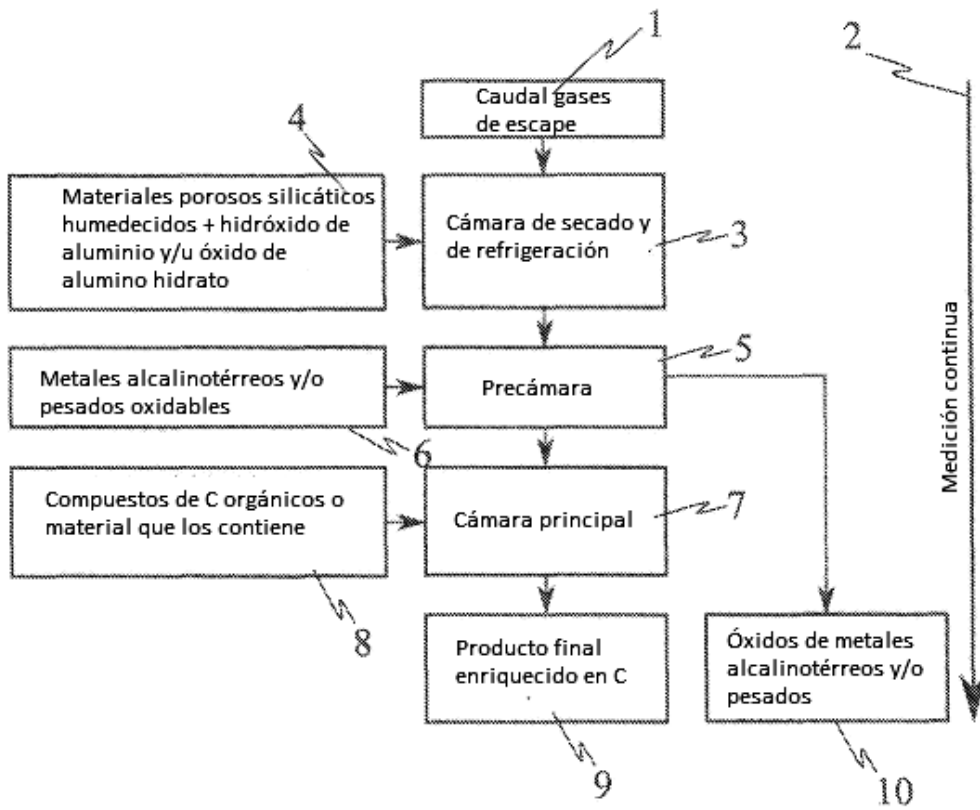 1
2
Caudal gases
de escape
4
Materiales porosos silicáticos
humedecidos + hidróxido de
aluminio y/u óxido de
alumino hidrato
Cámara de secado y
de refrigeración
3
Metales alcalinotérreos y/o
pesados oxidables
6
Precámara
5
Medición continua
Compuestos de C orgánicos o
material que los contiene
8
Cámara principal
7
Producto final
enriquecido en C
9
Óxidos de metales
alcalinotérreos y/o
pesados
10